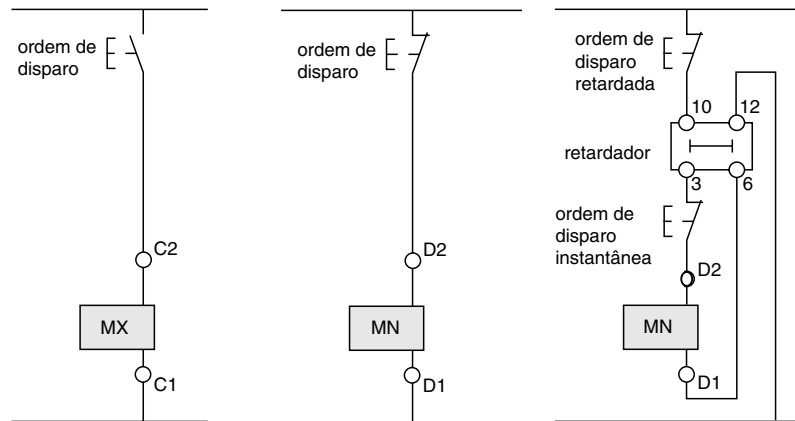 ordem de
disparo
C2
MX
C1
ordem de
disparo
D2
MN
D1
ordem de
disparo
retardada
10
12
retardador
3
6
ordem de
disparo
instantânea
D2
MN
D1